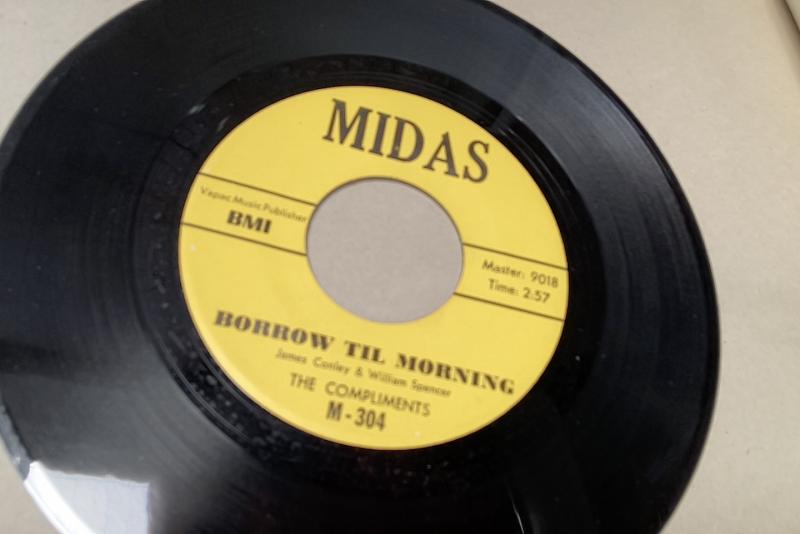 MIDAS
Vapac Music Publisher
BMI
Master: 9018
Time: 2:57
BORROW TIL MORNING
James Conley & William Spencer
THE COMPLIMENTS
M-304